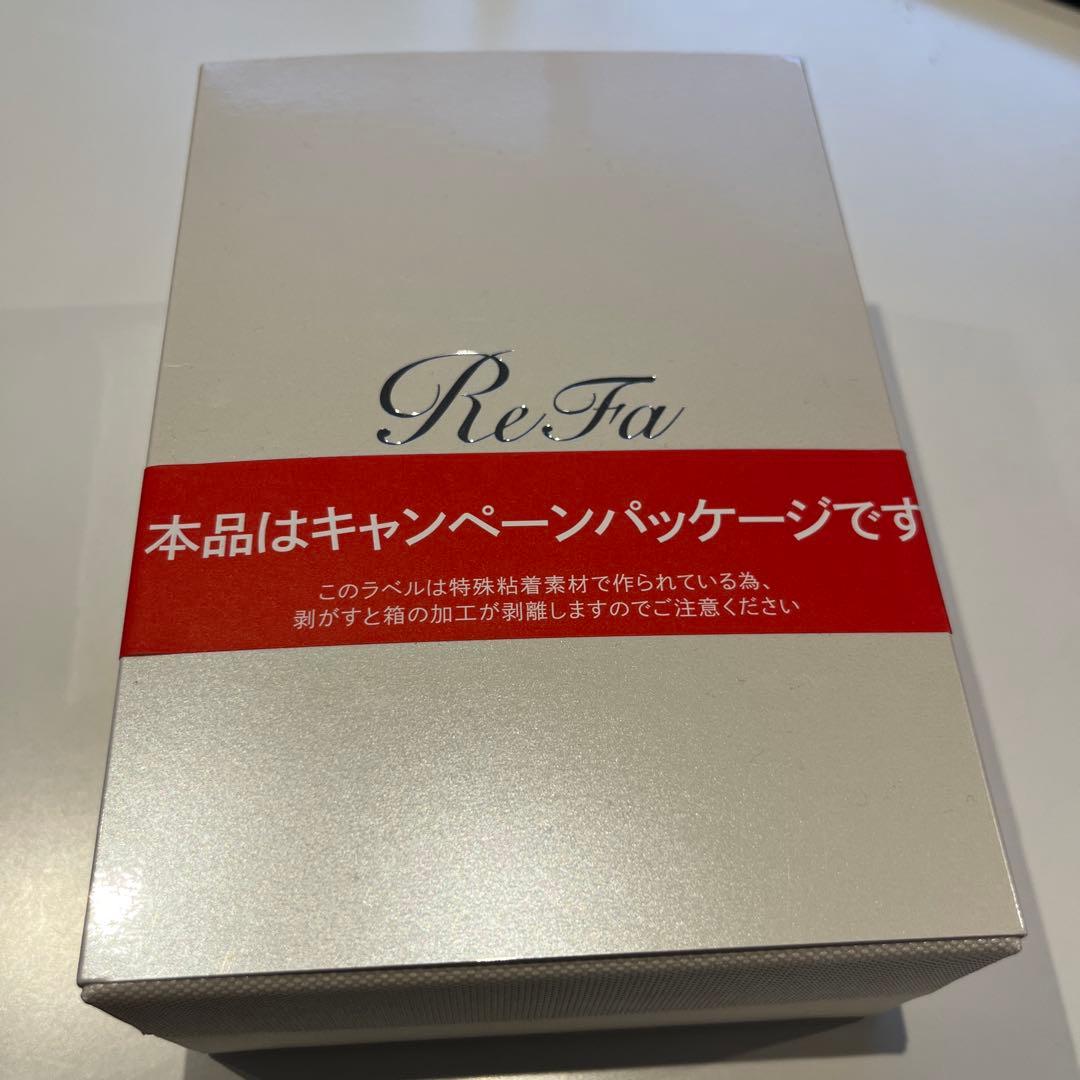 ReFa
本品はキャンペーンパッケージです
このラベルは特殊粘着素材で作られている為、
剥がすと箱の加工が剥離しますのでご注意ください